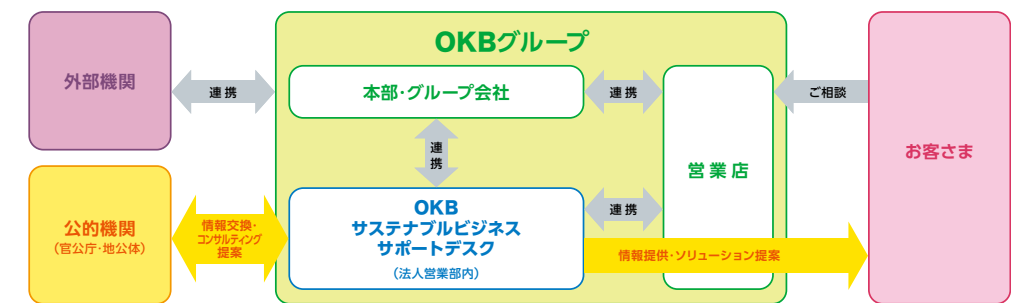 OKBグループ
外部機関
連携
本部・グループ会社
連携
ご相談
お客さま
連
携
営業店
公的機関
（官公庁・地公体）
情報交換・
コンサルティング
提案
OKB
サステナブルビジネス
サポートデスク
（法人営業部内）
連携
情報提供・ソリューション提案